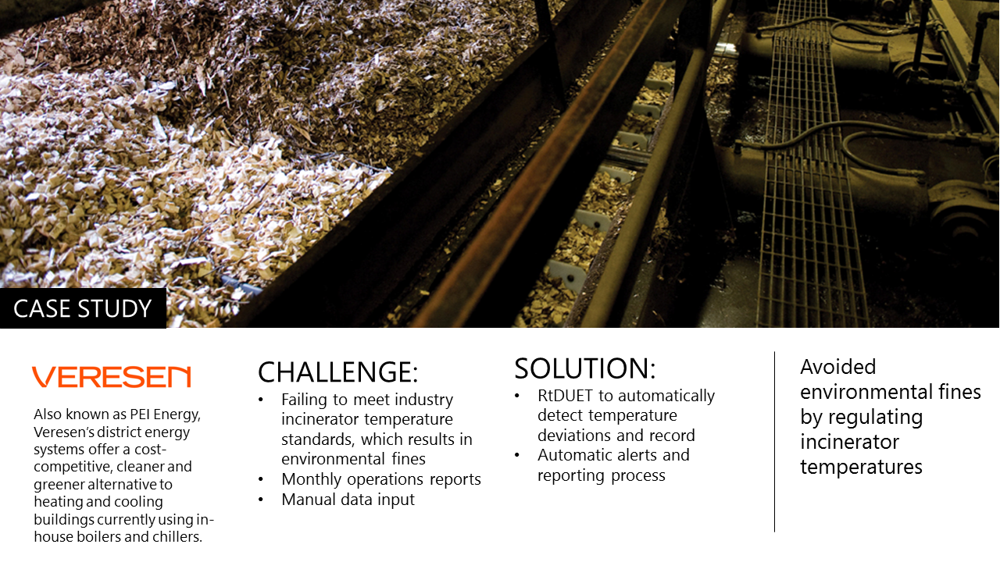 CASE STUDY
VERESEN
Also known as PEI Energy,
Veresen's district energy
systems offer a cost-
competitive, cleaner and
greener alternative to
heating and cooling
buildings currently using in-
house boilers and chillers.
CHALLENGE:
• Failing to meet industry
incinerator temperature
standards, which results in
environmental fines
• Monthly operations reports
• Manual data input
SOLUTION:
• RtDUET to automatically
detect temperature
deviations and record
• Automatic alerts and
reporting process
Avoided
environmental fines
by regulating
incinerator
temperatures